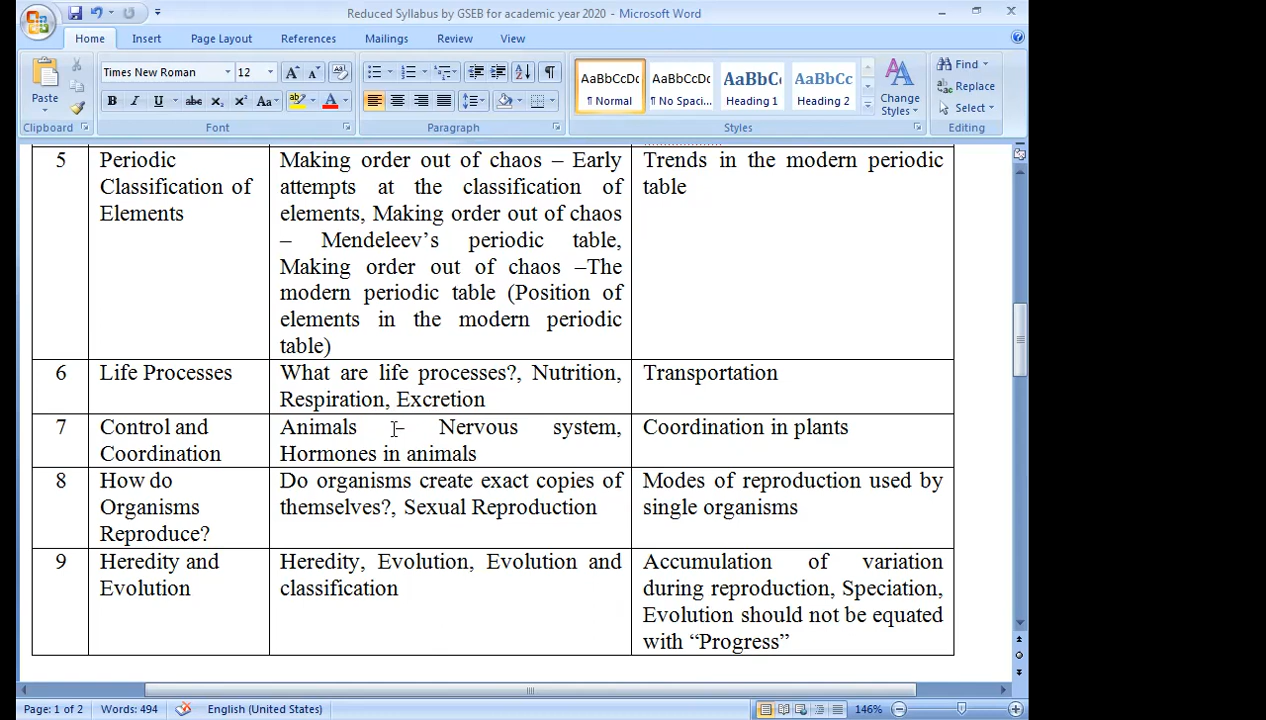 Reduced Syllabus by GSEB for academic year 2020 - Microsoft Word
Home Insert Page Layout References Mailings Review View
Paste
Times New Roman 12
AaBbCcDc AaBbCcDc AaBbCc AaBbCc
¶ Normal ¶ No Spaci... Heading 1 Heading 2
Change Styles
Find
Replace
Select
Clipboard Font Paragraph Styles Editing
5 Periodic Making order out of chaos – Early Trends in the modern periodic
Classification of attempts at the classification of table
Elements elements, Making order out of chaos
– Mendeleev’s periodic table,
Making order out of chaos –The
modern periodic table (Position of
elements in the modern periodic
table)
6 Life Processes What are life processes?, Nutrition, Transportation
Respiration, Excretion
7 Control and Animals – Nervous system, Coordination in plants
Coordination Hormones in animals
8 How do Do organisms create exact copies of Modes of reproduction used by
Organisms themselves?, Sexual Reproduction single organisms
Reproduce?
9 Heredity and Heredity, Evolution, Evolution and Accumulation of variation
Evolution classification during reproduction, Speciation,
Evolution should not be equated
with “Progress”
Page: 1 of 2 Words: 494 English (United States) 146%